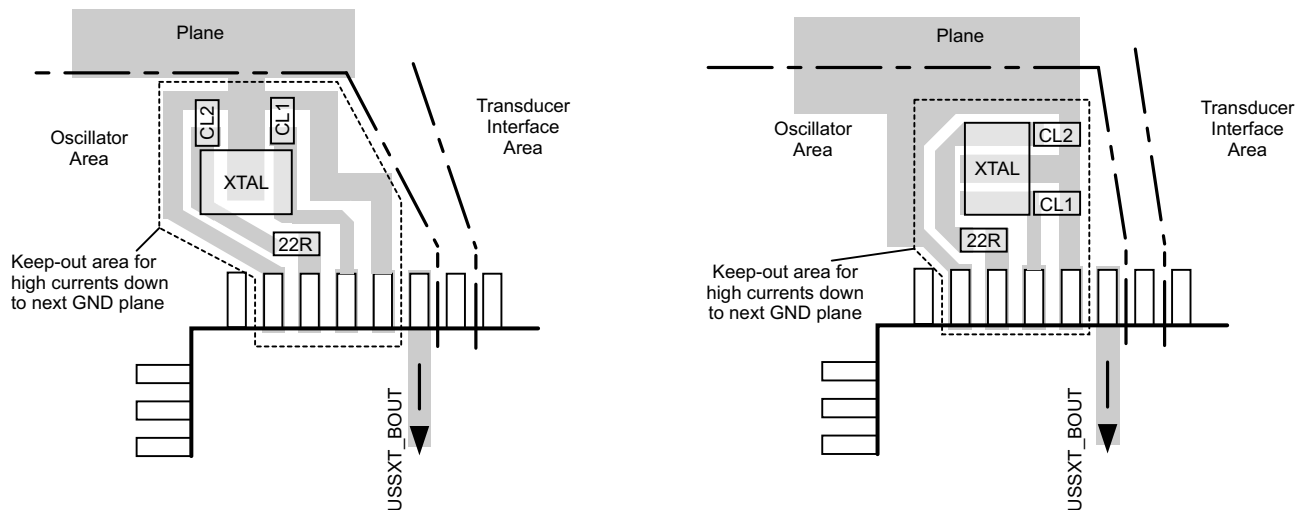 Plane
CL2
CL1
Transducer
Interface
Area
Oscillator
Area
XTAL
22R
Keep-out area for
high currents down
to next GND plane
USSXT_BOUT
Plane
Transducer
Interface
Area
Oscillator
Area
CL2
XTAL
CL1
22R
Keep-out area for
high currents down
to next GND plane
USSXT_BOUT